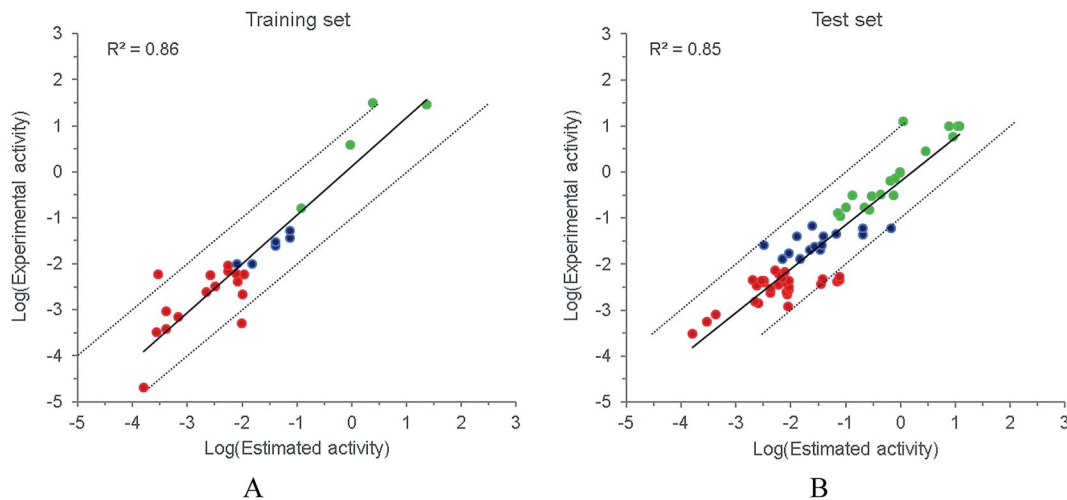 Training set
R² = 0.86
Log(Experimental activity)
3
2
1
0
-1
-2
-3
-4
-5
-5 -4 -3 -2 -1 0 1 2 3
Log(Estimated activity)
A
Test set
R² = 0.85
Log(Experimental activity)
3
2
1
0
-1
-2
-3
-4
-5
-5 -4 -3 -2 -1 0 1 2 3
Log(Estimated activity)
B